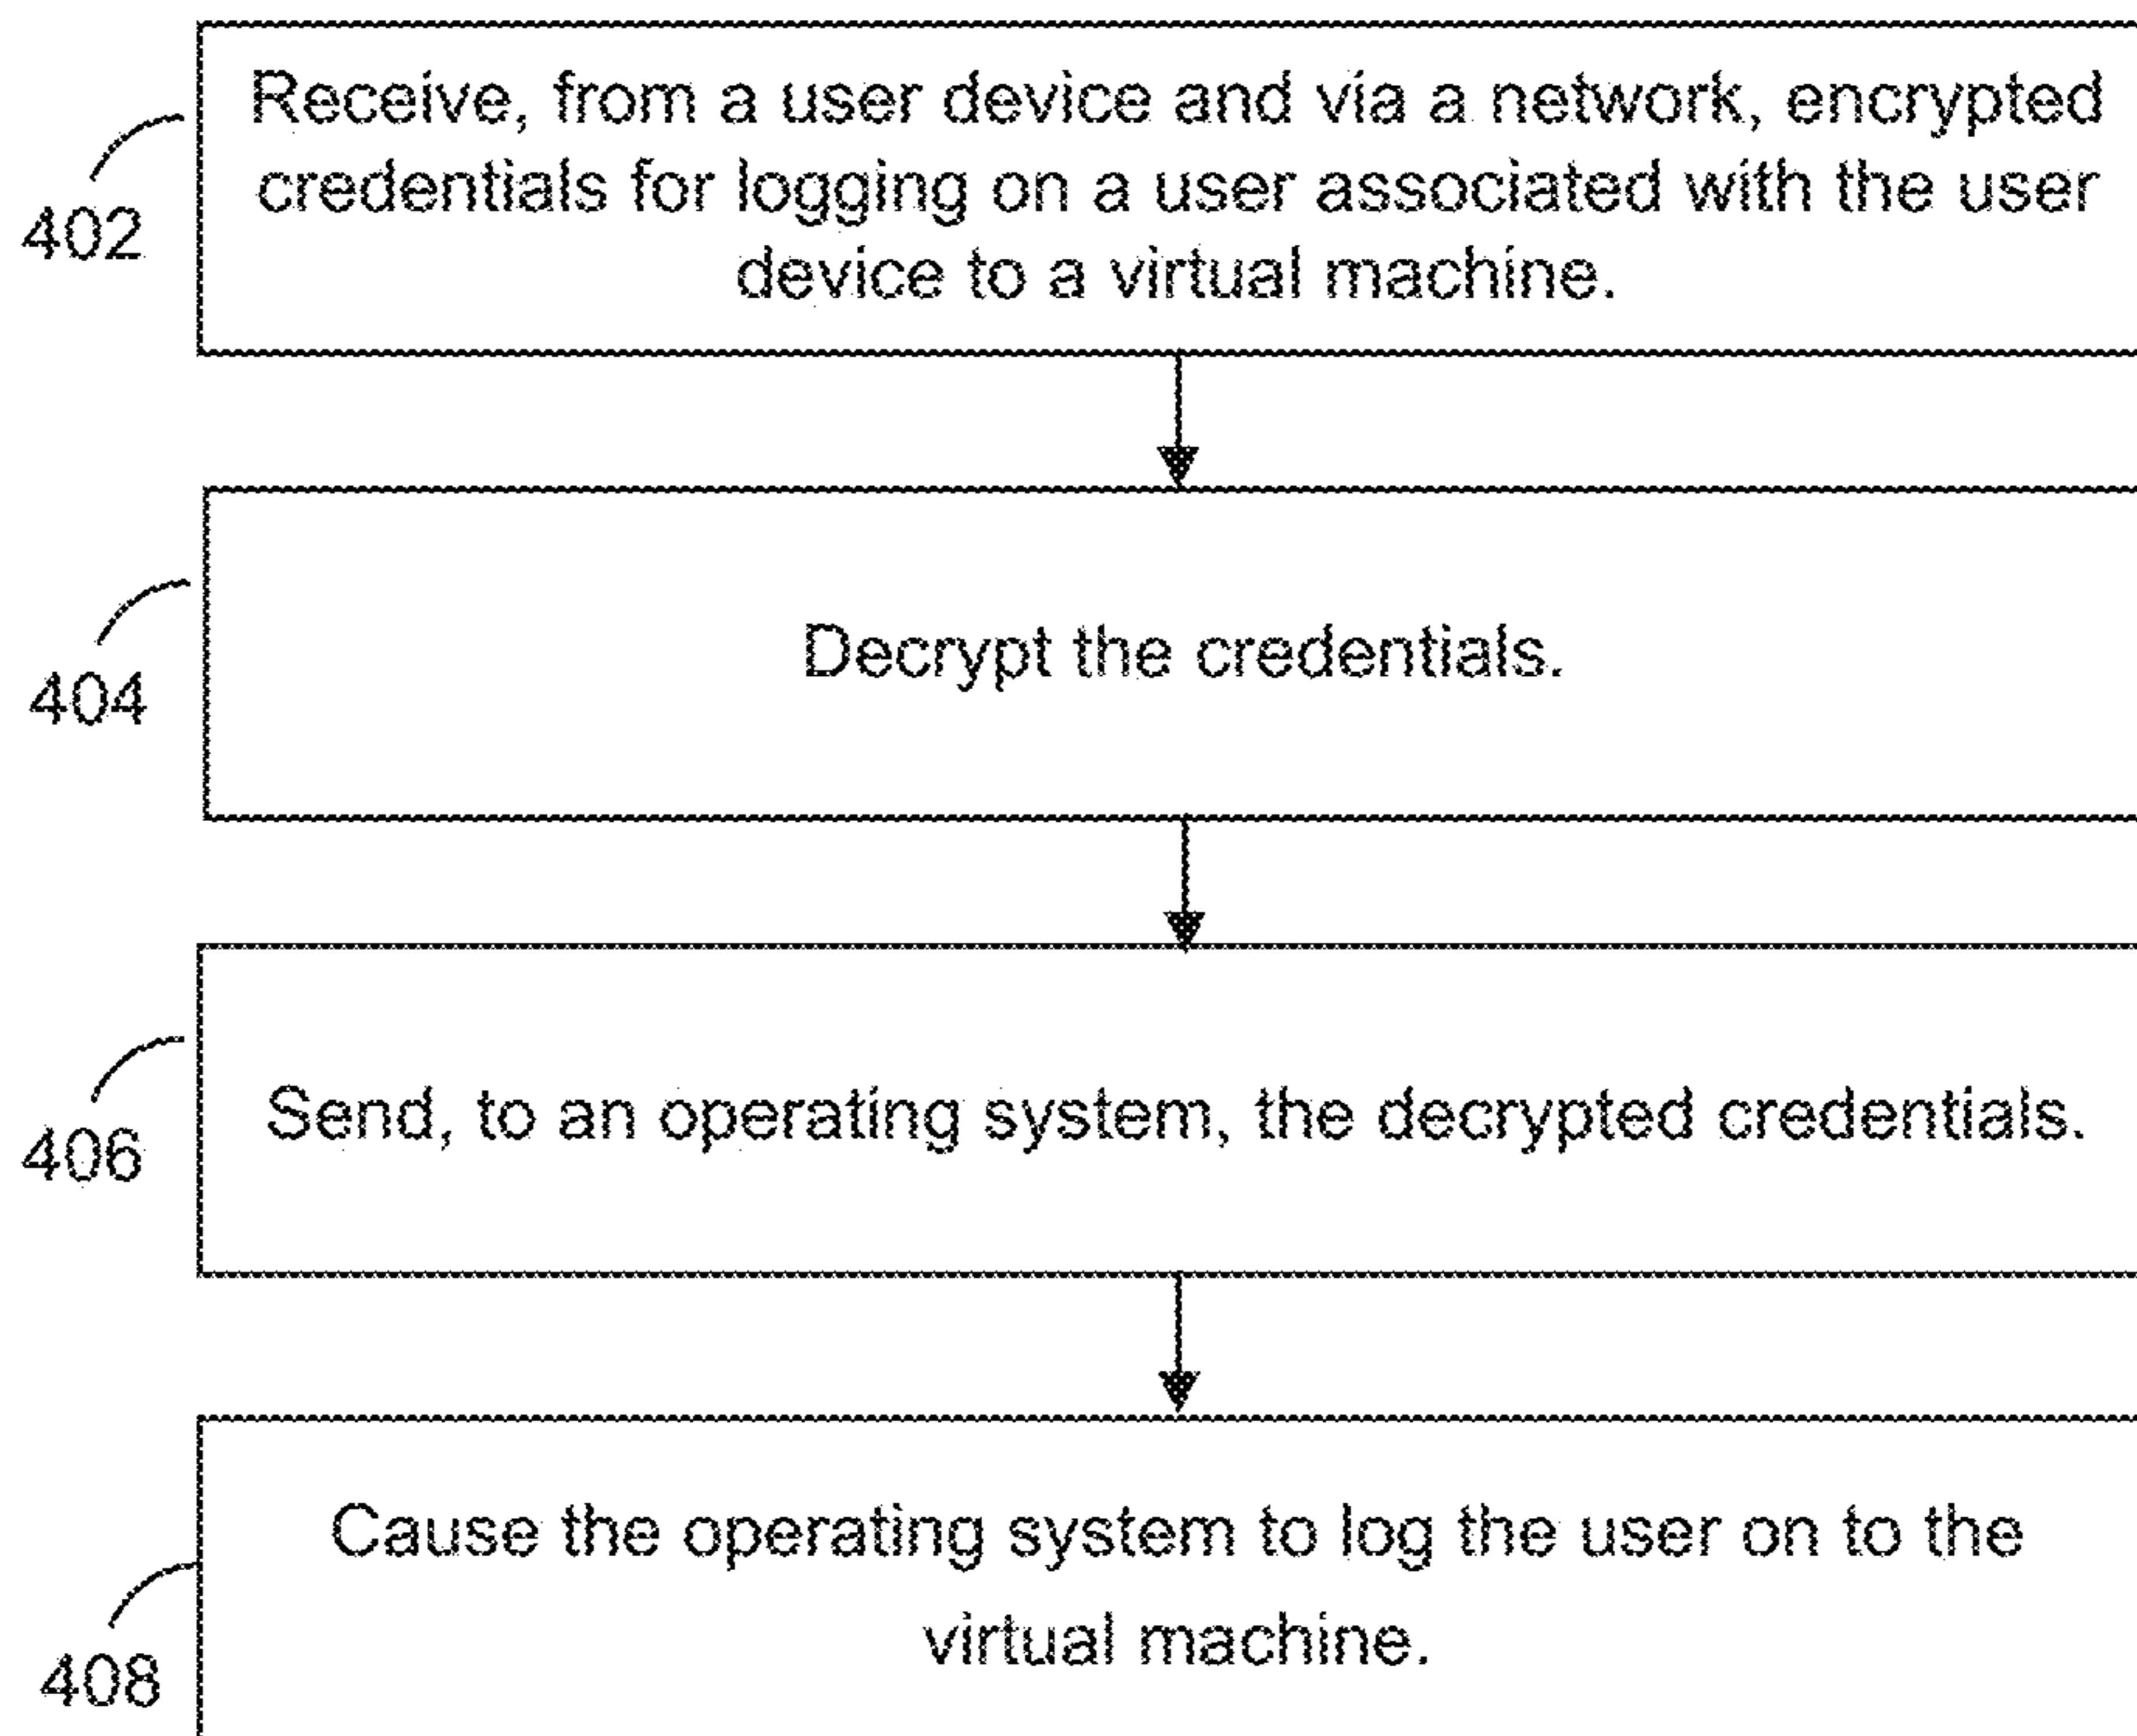 Receive, from a user device and via a network, encrypted
credentials for logging on a user associated with the user
device to a virtual machine.
402
Decrypt the credentials.
404
Send, to an operating system, the decrypted credentials.
406
Cause the operating system to log the user on to the
virtual machine.
408